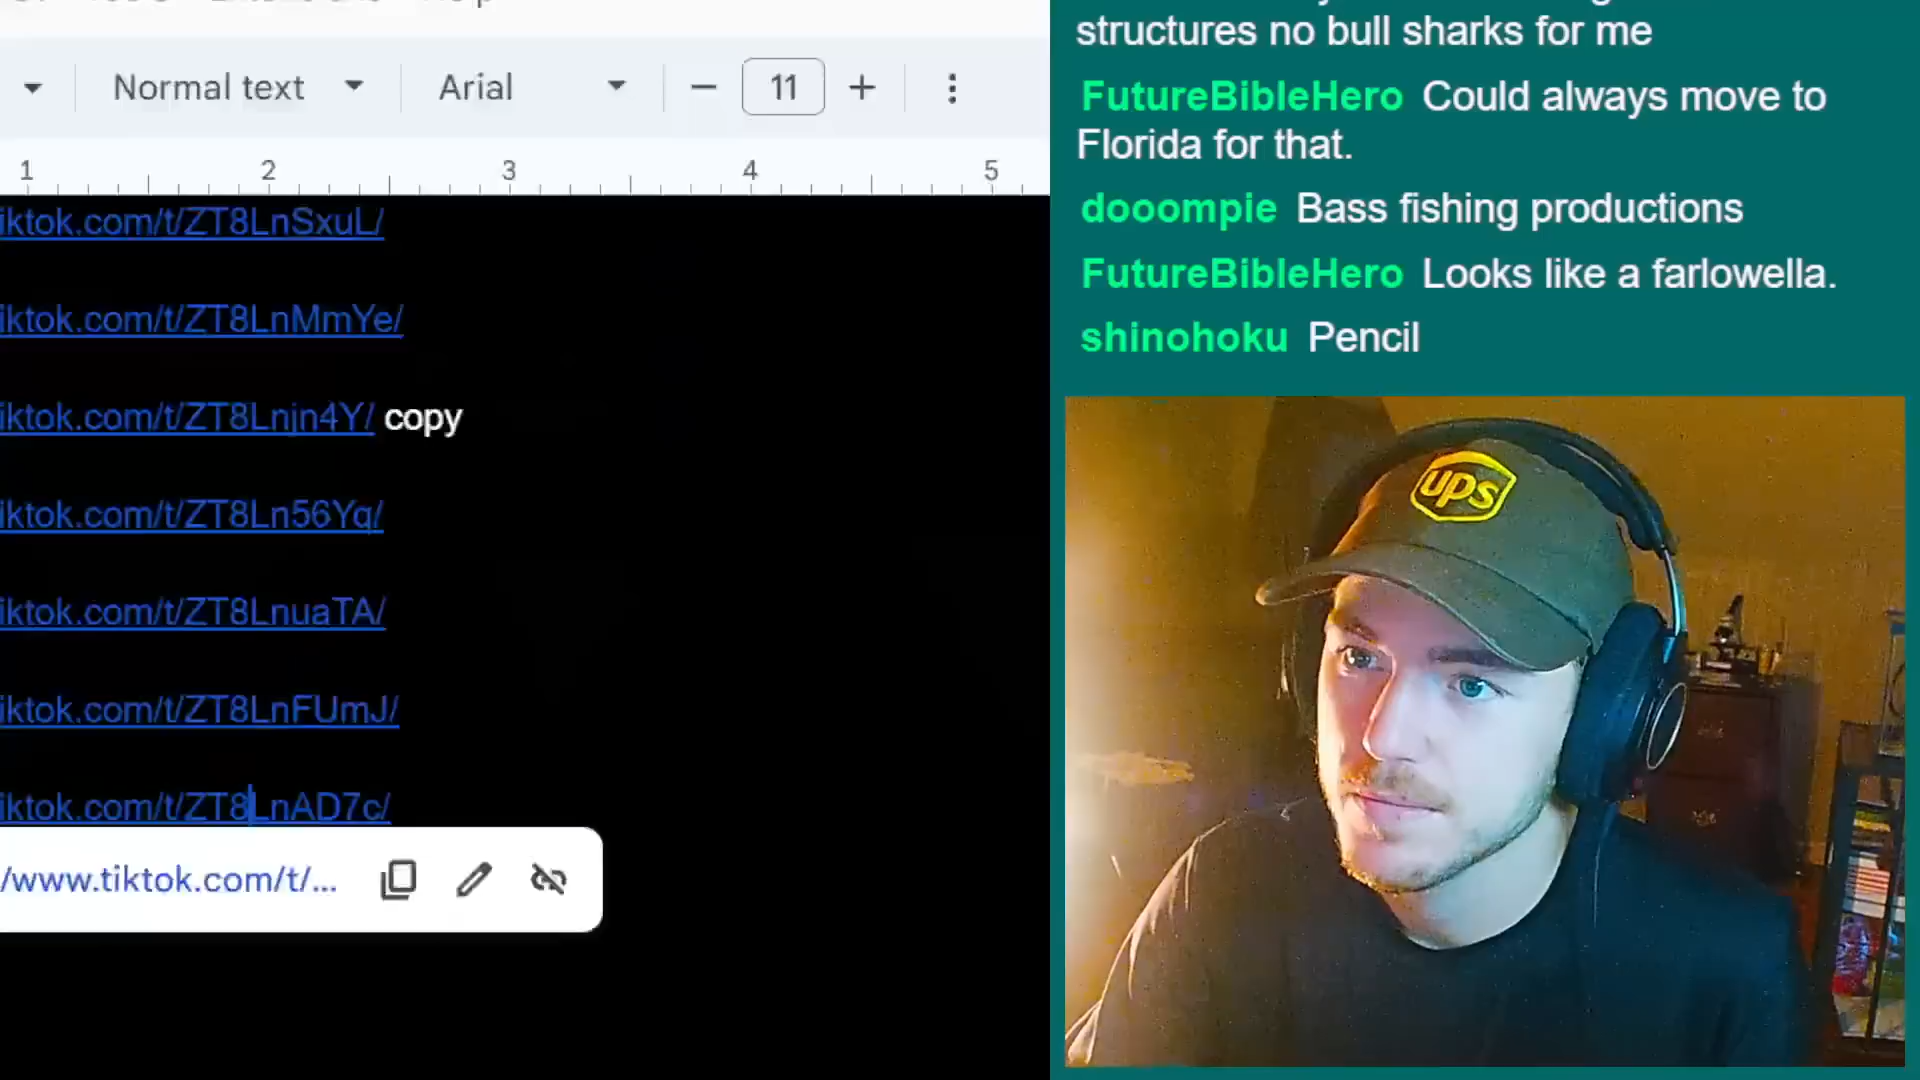 Normal text
Arial
11
1 2 3 4 5
iktok.com/t/ZT8LnSxuL/
iktok.com/t/ZT8LnMmYe/
iktok.com/t/ZT8Lnjn4Y/ copy
iktok.com/t/ZT8Ln56Yq/
iktok.com/t/ZT8LnuaTA/
iktok.com/t/ZT8LnFUmJ/
iktok.com/t/ZT8LnAD7c/
/www.tiktok.com/t/...
structures no bull sharks for me
FutureBibleHero Could always move to
Florida for that.
dooompie Bass fishing productions
FutureBibleHero Looks like a farlowella.
shinohoku Pencil
ups